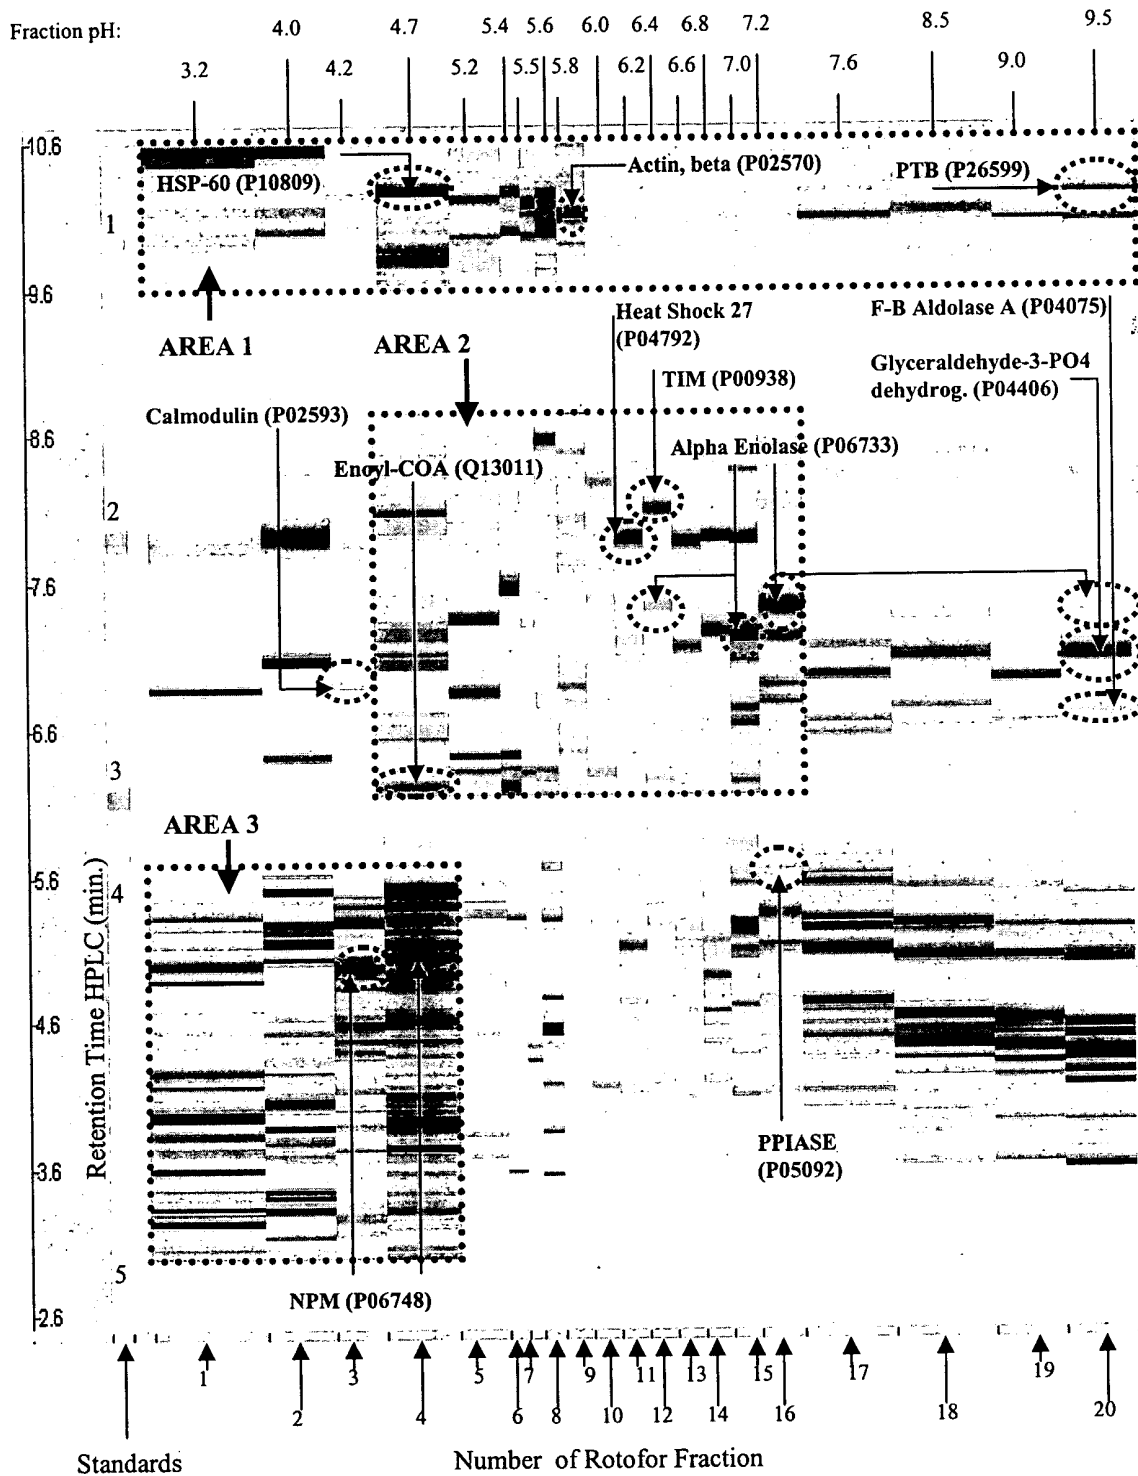 Fraction pH:
4.0 4.7 5.4 5.6 6.0 6.4 6.8 7.2 8.5 9.5
3.2 4.2 5.2 5.5 5.8 6.2 6.6 7.0 7.6 9.0
10.6
HSP-60 (P10809)
Actin, beta (P02570)
PTB (P26599)
1
9.6
AREA 1
AREA 2
Heat Shock 27
(P04792)
F-B Aldolase A (P04075)
TIM (P00938)
Glyceraldehyde-3-PO4
dehydrog. (P04406)
Calmodulin (P02593)
8.6
Alpha Enolase (P06733)
Enoyl-COA (Q13011)
2
7.6
6.6
3
AREA 3
5.6
4
4.6
3.6
PPIASE
(P05092)
5
NPM (P06748)
2.6
Retention Time HPLC (min.)
1 3 5 7 9 11 13 15 17 19
2 4 6 8 10 12 14 16 18 20
Standards
Number of Rotofor Fraction